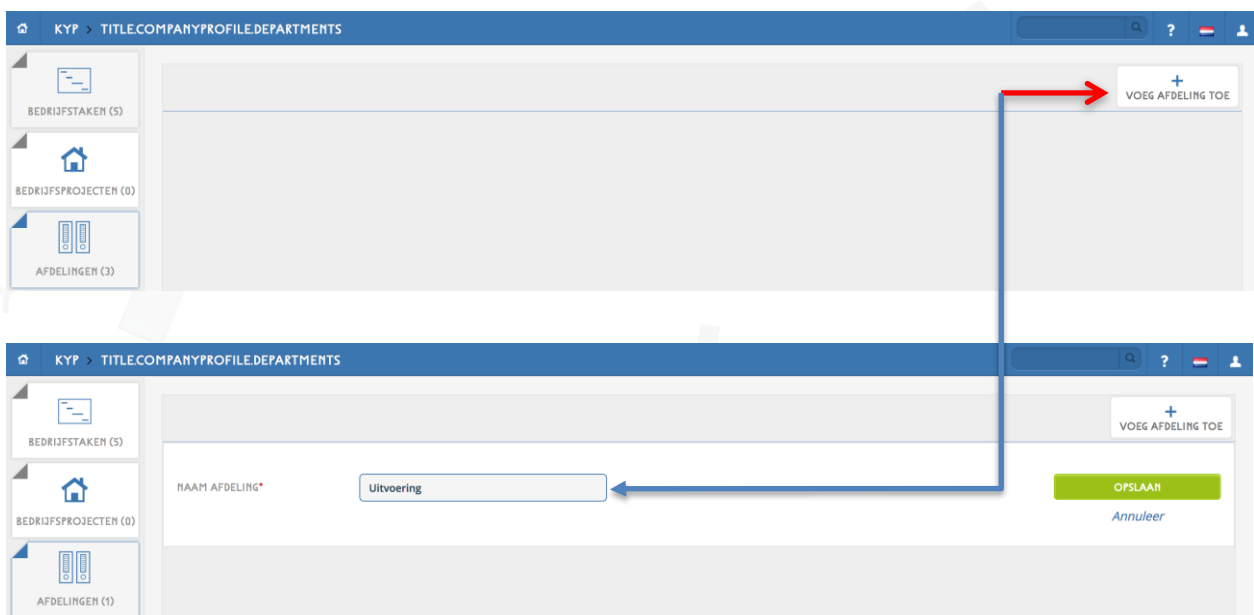 KYP > TITLE.COMPANYPROFILE.DEPARTMENTS
?
BEDRIJFSTAKEN (5)
+
VOEG AFDELING TOE
BEDRIJFSPROJECTEN (0)
AFDELINGEN (3)
KYP > TITLE.COMPANYPROFILE.DEPARTMENTS
?
BEDRIJFSTAKEN (5)
+
VOEG AFDELING TOE
NAAM AFDELING*
Uitvoering
OPSLAAN
Annuleer
BEDRIJFSPROJECTEN (0)
AFDELINGEN (1)